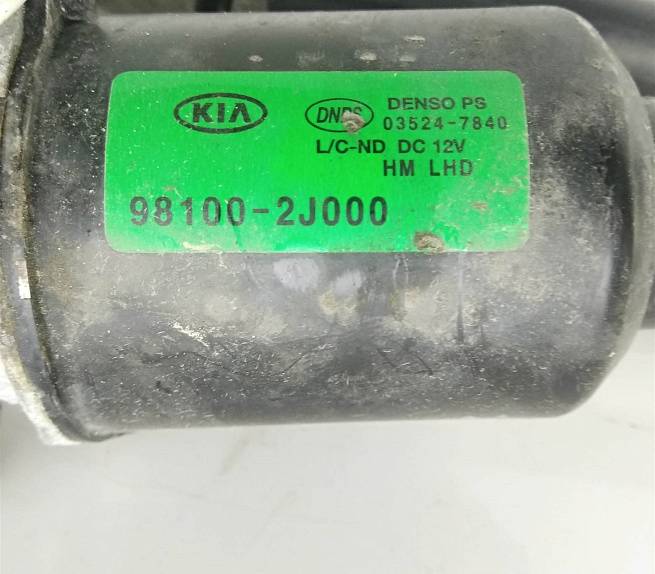 KIA
DNPS DENSO PS
03524-7840
L/C-ND DC 12V
HM LHD
98100-2J000